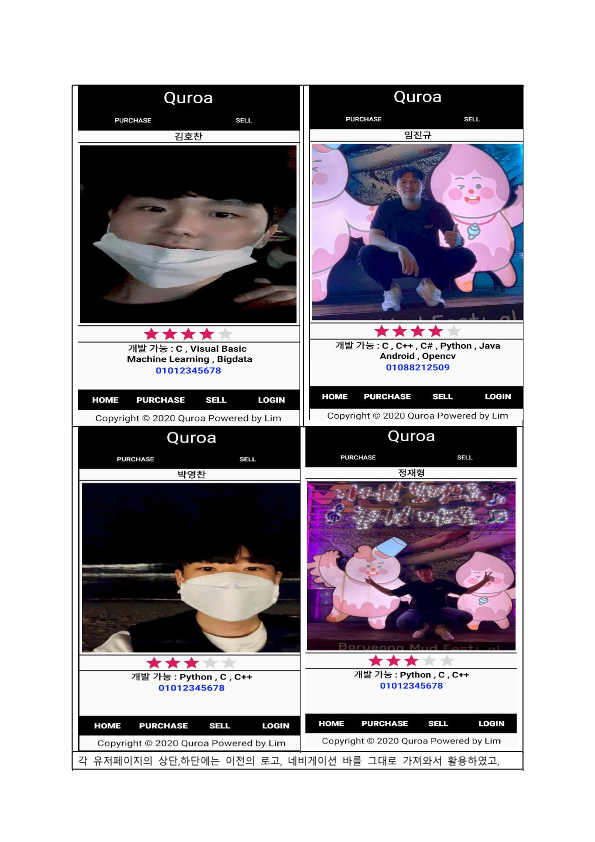 Quroa
PURCHASE SELL
김호찬
개발 가능 : C , Visual Basic
Machine Learning , Bigdata
01012345678
HOME PURCHASE SELL LOGIN
Copyright © 2020 Quroa Powered by Lim
Quroa
PURCHASE SELL
임진규
개발 가능 : C , C++ , C# , Python , Java
Android , Opencv
01088212509
HOME PURCHASE SELL LOGIN
Copyright © 2020 Quroa Powered by Lim
Quroa
PURCHASE SELL
박영찬
개발 가능 : Python , C , C++
01012345678
HOME PURCHASE SELL LOGIN
Copyright © 2020 Quroa Powered by Lim
Quroa
PURCHASE SELL
정재형
Boryeong Mud Festi
개발 가능 : Python , C , C++
01012345678
HOME PURCHASE SELL LOGIN
Copyright © 2020 Quroa Powered by Lim
각 유저페이지의 상단,하단에는 이전의 로고, 네비게이션 바를 그대로 가져와서 활용하였고,